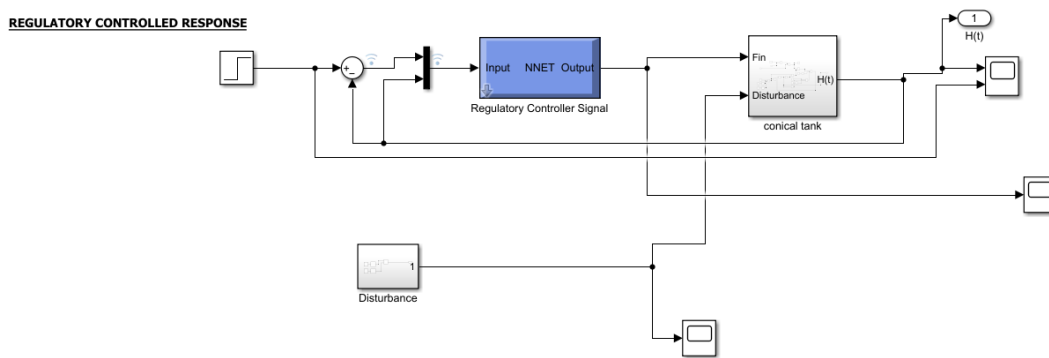 REGULATORY CONTROLLED RESPONSE
1
H(t)
Input NNET Output
Regulatory Controller Signal
Fin
H(t)
Disturbance
conical tank
1
Disturbance